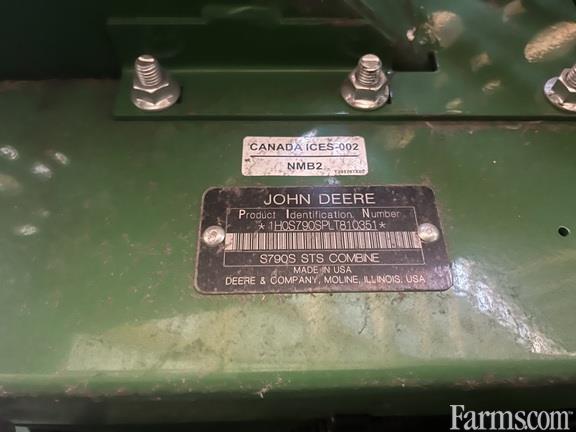 CANADA ICES-002
NMB2
JOHN DEERE
Product Identification Number
*1H0S790SPLT810351*
S790S STS COMBINE
MADE IN USA
DEERE & COMPANY, MOLINE, ILLINOIS, USA
Farms.com®